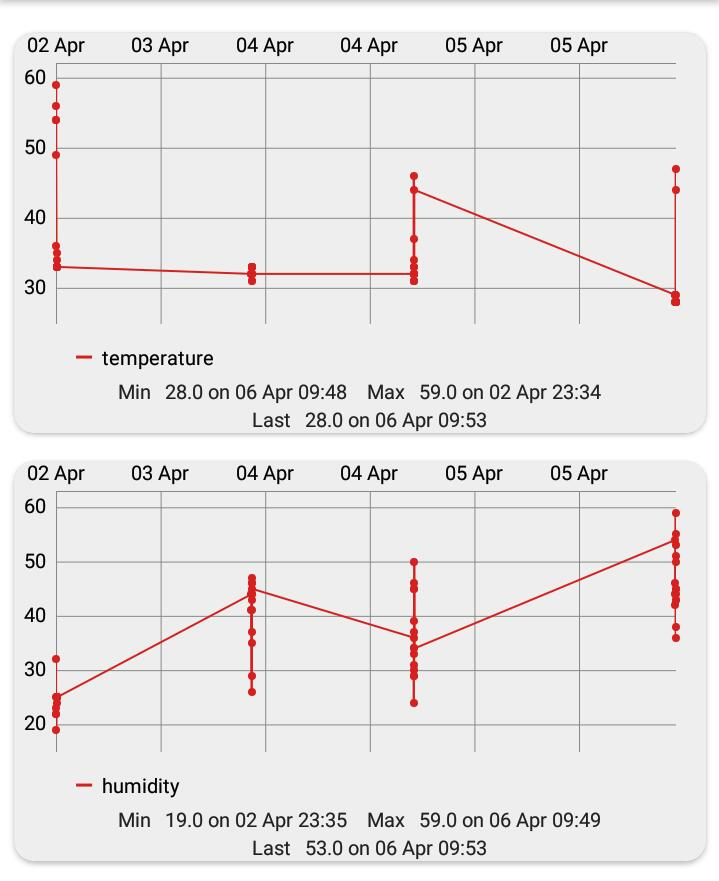 02 Apr 03 Apr 04 Apr 04 Apr 05 Apr 05 Apr
60
50
40
30
temperature
Min 28.0 on 06 Apr 09:48 Max 59.0 on 02 Apr 23:34
Last 28.0 on 06 Apr 09:53
02 Apr 03 Apr 04 Apr 04 Apr 05 Apr 05 Apr
60
50
40
30
20
humidity
Min 19.0 on 02 Apr 23:35 Max 59.0 on 06 Apr 09:49
Last 53.0 on 06 Apr 09:53